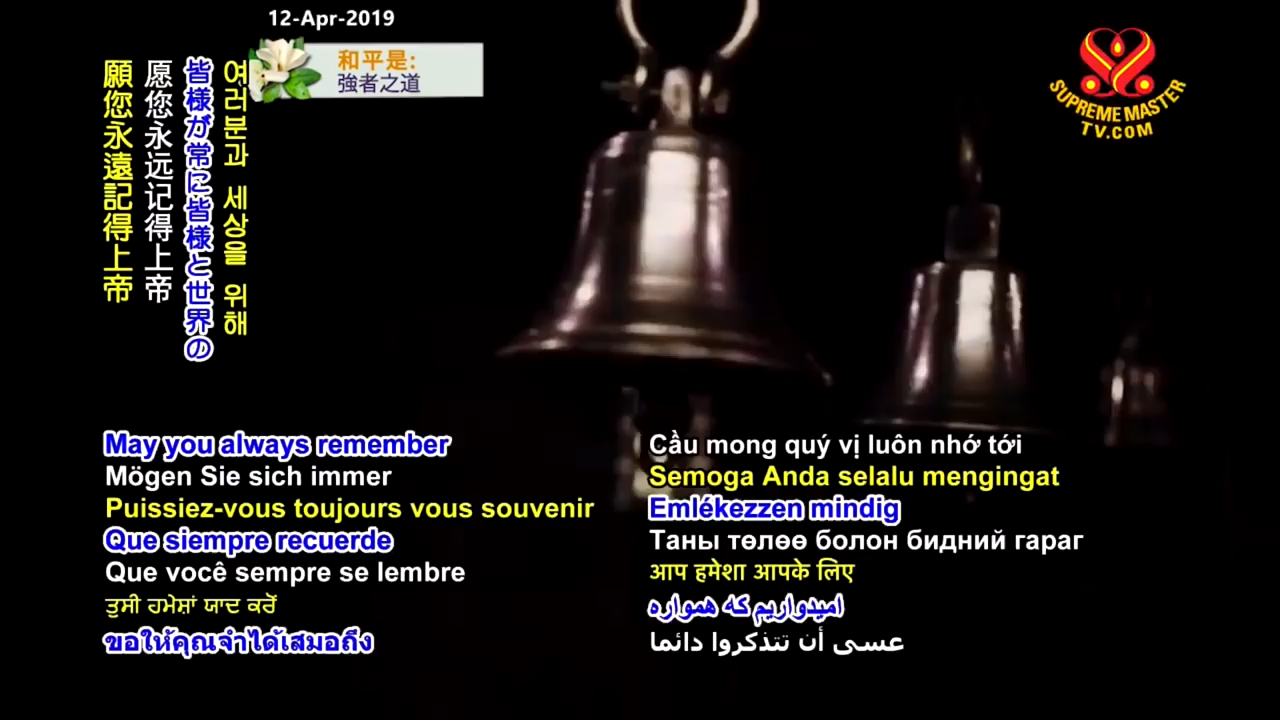 12-Apr-2019
和平是:
強者之道
SUPREME MASTER
TV.COM
願您永遠記得上帝
愿您永远记得上帝
皆様が常に皆様と世界の
여러분과 세상을 위해
May you always remember
Mögen Sie sich immer
Puissiez-vous toujours vous souvenir
Que siempre recuerde
Que você sempre se lembre
ਤੁਸੀ ਹਮੇਸ਼ਾਂ ਯਾਦ ਕਰੋਂ
ขอให้คุณจำได้เสมอถึง
Cầu mong quý vị luôn nhớ tới
Semoga Anda selalu mengingat
Emlékezzen mindig
Таны төлөө болон бидний гараг
आप हमेशा आपके लिए
امیدواریم که همواره
عسى أن تتذكروا دائما